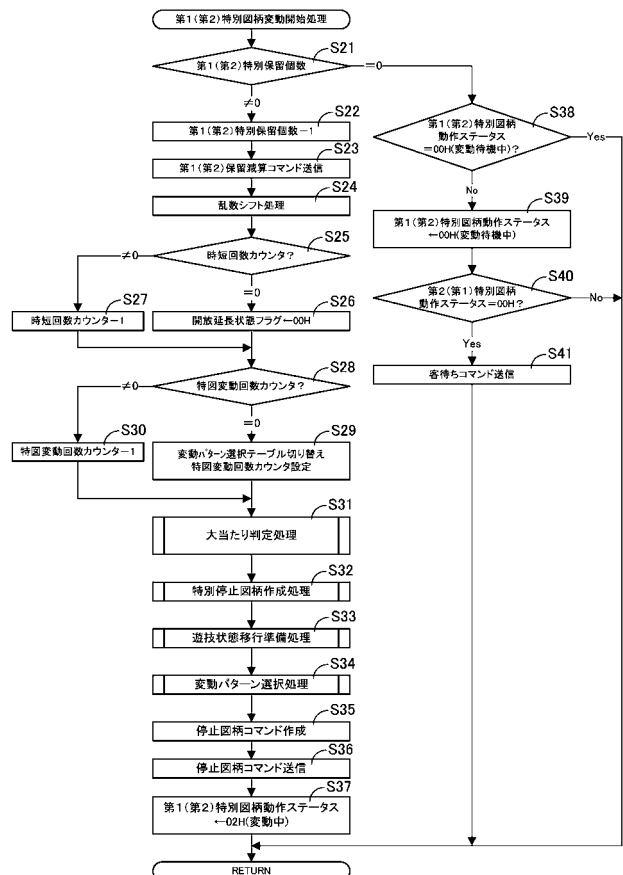 第1(第2)特別図柄変動開始処理
S21
第1(第2)特別保留個数
=0
≠0
S22
第1(第2)特別保留個数－1
S23
第1(第2)保留減算コマンド送信
S24
乱数シフト処理
S25
時短回数カウンタ?
≠0
=0
S27
時短回数カウンター1
S26
開放延長状態フラグ←00H
S28
特図変動回数カウンタ?
≠0
=0
S30
特図変動回数カウンター1
S29
変動パターン選択テーブル切り替え
特図変動回数カウンタ設定
S31
大当たり判定処理
S32
特別停止図柄作成処理
S33
遊技状態移行準備処理
S34
変動パターン選択処理
S35
停止図柄コマンド作成
S36
停止図柄コマンド送信
S37
第1(第2)特別図柄動作ステータス
←02H(変動中)
RETURN
S38
第1(第2)特別図柄
動作ステータス
=00H(変動待機中)?
Yes
No
S39
第1(第2)特別図柄動作ステータス
←00H(変動待機中)
S40
第2(第1)特別図柄
動作ステータス=00H?
No
Yes
S41
客待ちコマンド送信